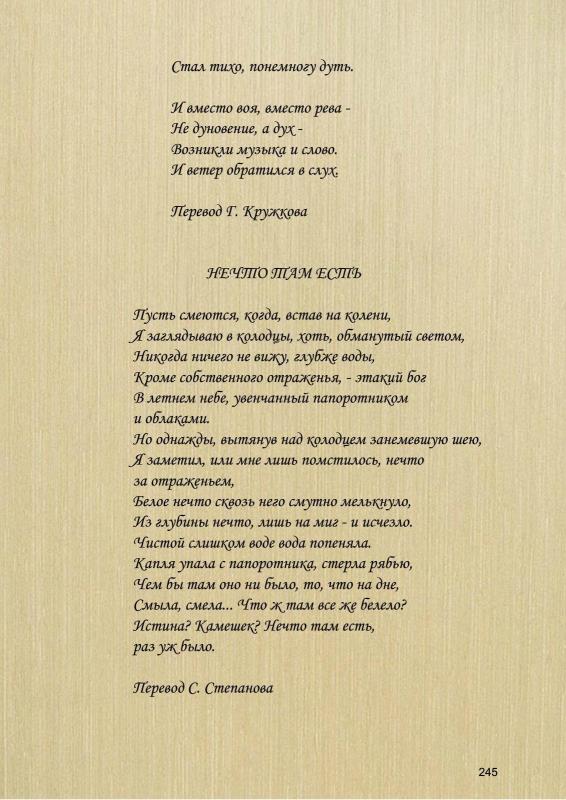 Стал тихо, понемногу дуть.
И вместо воя, вместо рева -
Не дуновение, а дух -
Возникли музыка и слово.
И ветер обратился в слух.
Перевод Г. Кружкова
НЕЧТО ТАМ ЕСТЬ
Пусть смеются, когда, встав на колени,
Я заглядываю в колодцы, хоть, обманутый светом,
Никогда ничего не вижу, глубже воды,
Кроме собственного отраженья, - этакий бог
В летнем небе, увенчанный папоротником
и облаками.
Но однажды, вытянув над колодцем занемевшую шею,
Я заметил, или мне лишь помстилось, нечто
за отраженьем,
Белое нечто сквозь него смутно мелькнуло,
Из глубины нечто, лишь на миг - и исчезло.
Чистой слишком воде вода попеняла.
Капля упала с папоротника, стерла рябью,
Чем бы там оно ни было, то, что на дне,
Смыла, смела... Что ж там все же белело?
Истина? Камешек? Нечто там есть,
раз уж было.
Перевод С. Степанова
245